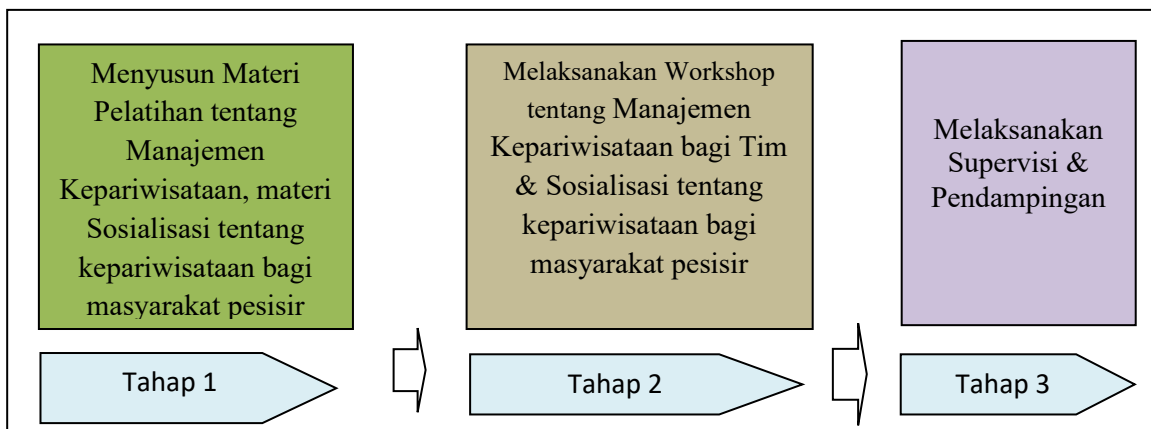 Menyusun Materi
Pelatihan tentang
Manajemen
Kepariwisataan, materi
Sosialisasi tentang
kepariwisataan bagi
masyarakat pesisir
Melaksanakan Workshop
tentang Manajemen
Kepariwisataan bagi Tim
& Sosialisasi tentang
kepariwisataan bagi
masyarakat pesisir
Melaksanakan
Supervisi &
Pendampingan
Tahap 1
Tahap 2
Tahap 3